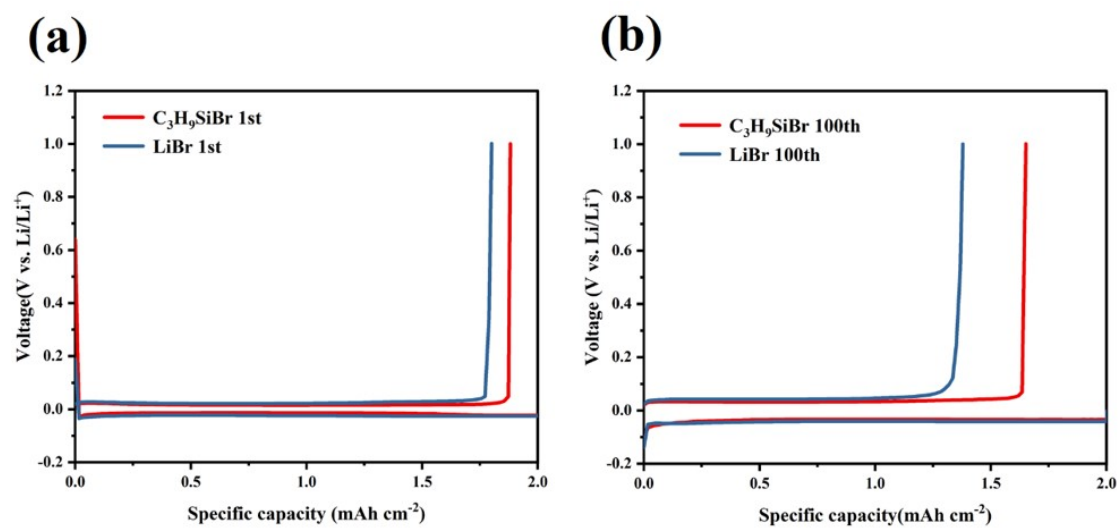 (a)
(b)
1.2
1.0
0.8
0.6
0.4
0.2
0.0
-0.2
Voltage(V vs. Li/Li⁺)
C₃H₉SiBr 1st
LiBr 1st
0.0 0.5 1.0 1.5 2.0
Specific capacity (mAh cm⁻²)
1.2
1.0
0.8
0.6
0.4
0.2
0.0
-0.2
Voltage (V vs. Li/Li⁺)
C₃H₉SiBr 100th
LiBr 100th
0.0 0.5 1.0 1.5 2.0
Specific capacity(mAh cm⁻²)